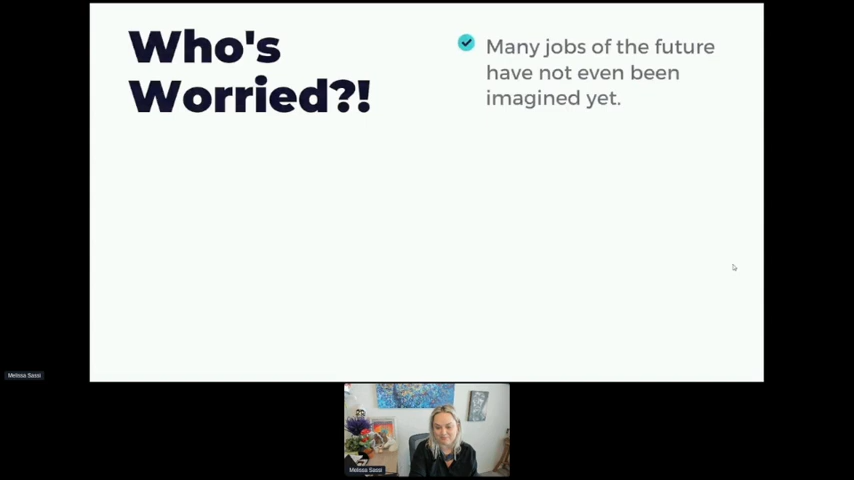 Who's
Worried?!
Many jobs of the future
have not even been
imagined yet.
Melissa Sassi
Melissa Sassi